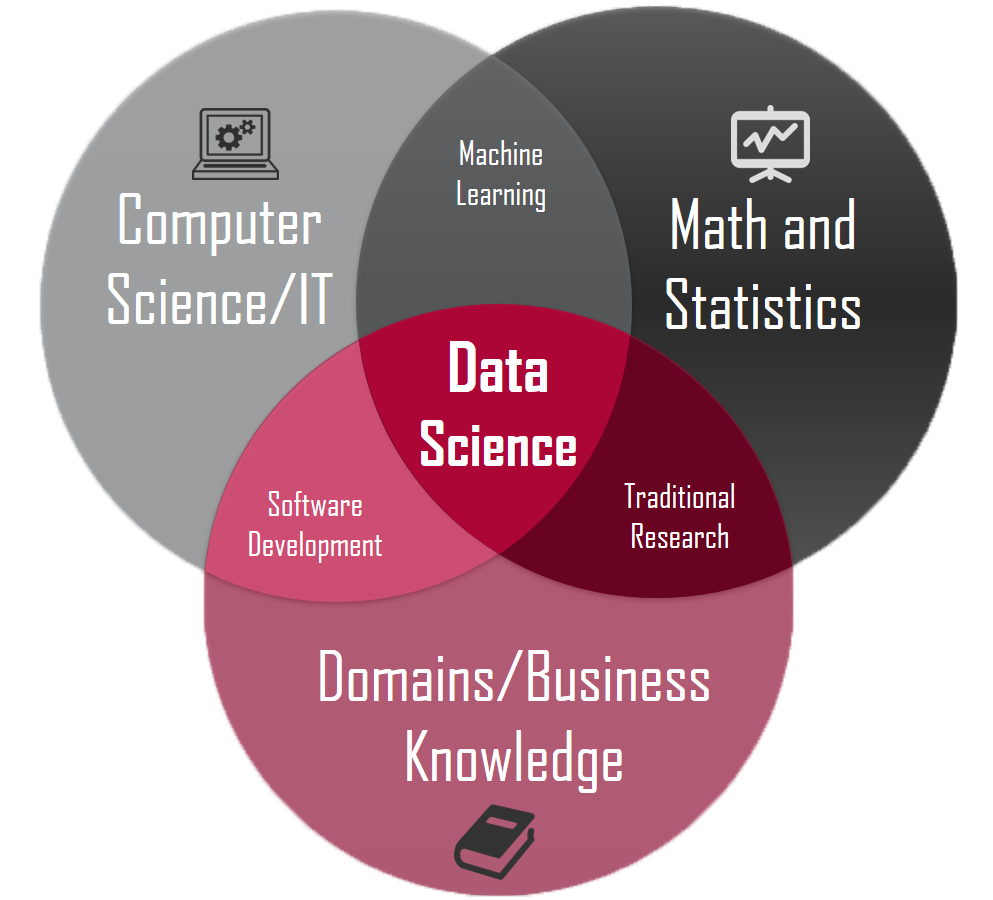 Machine
Learning
Computer
Science/IT
Math and
Statistics
Data
Science
Software
Development
Traditional
Research
Domains/Business
Knowledge